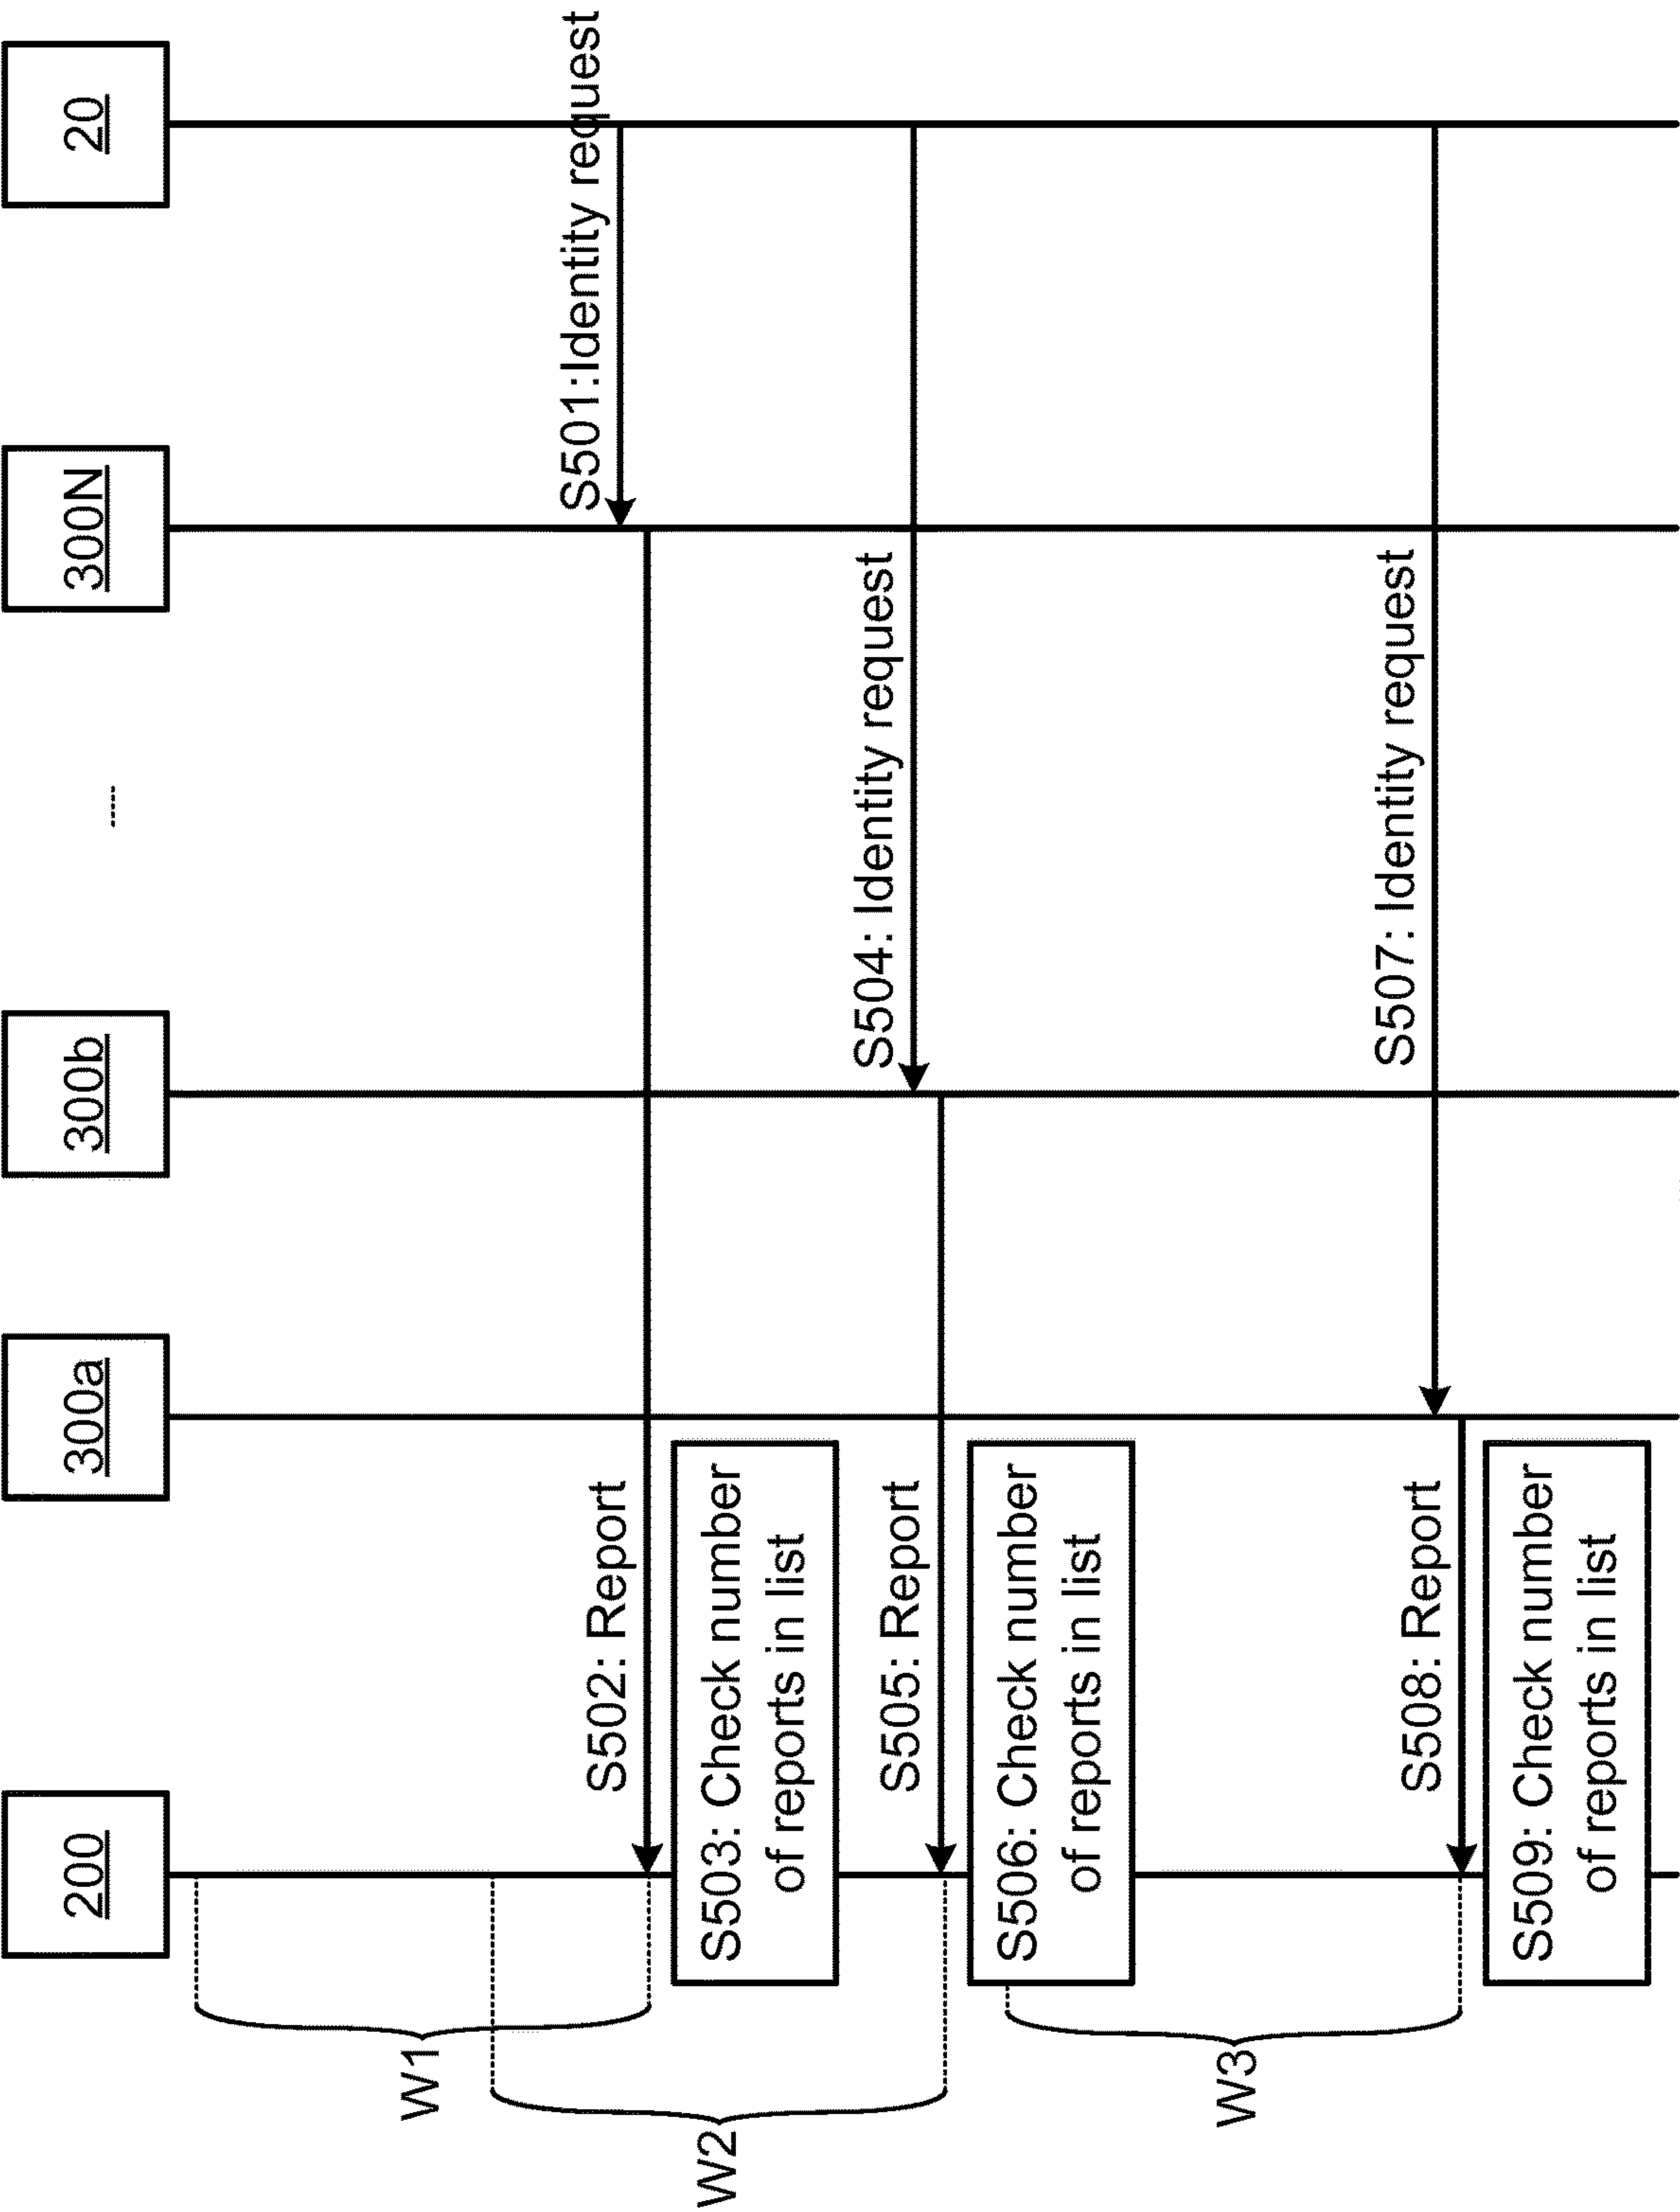 200
300a
300b
300N
20
S501:Identity request
S502: Report
S503: Check number
of reports in list
S504: Identity request
S505: Report
S506: Check number
of reports in list
S507: Identity request
S508: Report
S509: Check number
of reports in list
W1
W2
W3